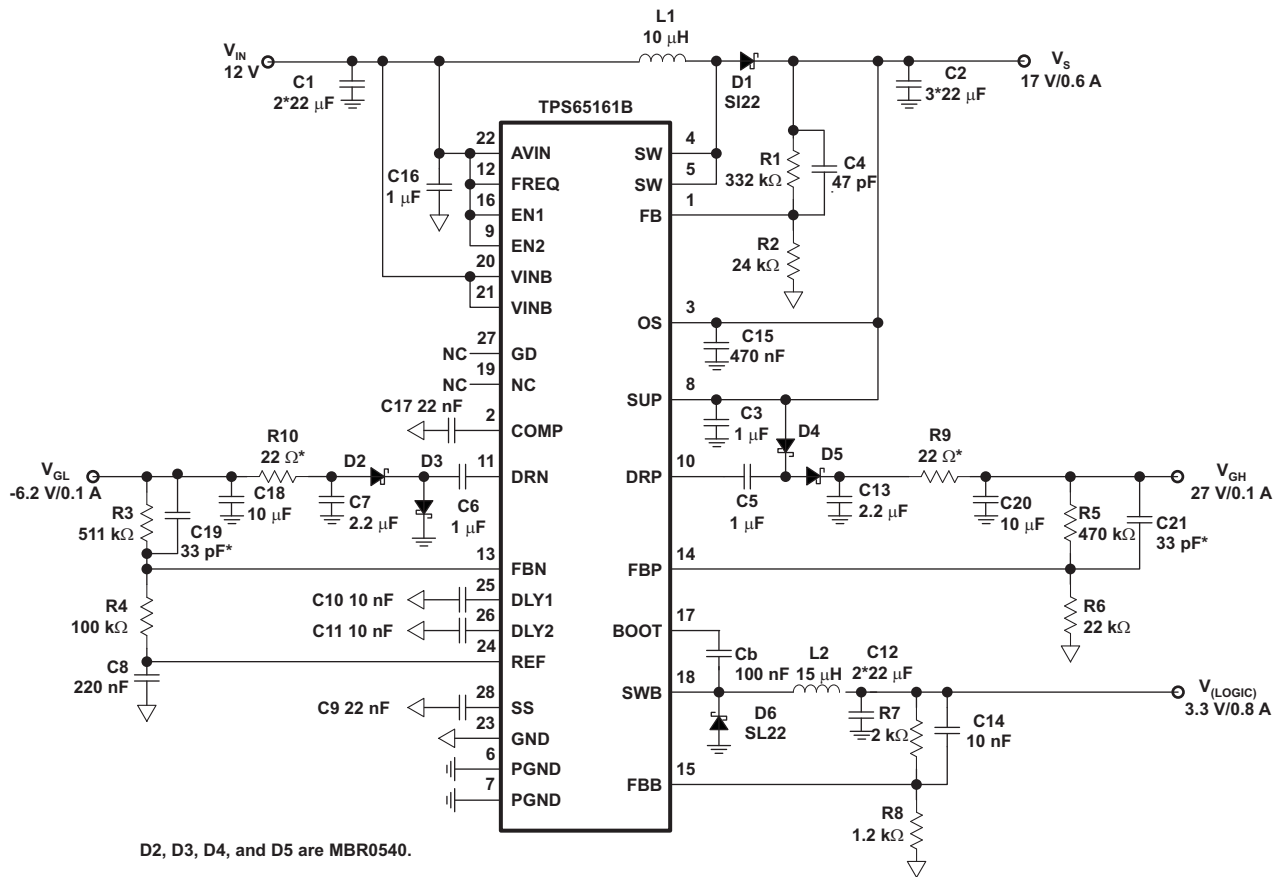 L1
10 μH
V_IN
12 V
C1
2*22 μF
D1
SI22
C2
3*22 μF
V_S
17 V/0.6 A
TPS65161B
22
AVIN
12
FREQ
16
EN1
9
EN2
20
VINB
21
VINB
27
NC
GD
19
NC
NC
C17 22 nF
2
COMP
C16
1 μF
4
SW
5
SW
1
FB
R1
332 kΩ
C4
47 pF
R2
24 kΩ
3
OS
C15
470 nF
8
SUP
C3
1 μF
D4
V_GL
-6.2 V/0.1 A
R10
22 Ω*
D2
D3
11
DRN
C18
10 μF
C7
2.2 μF
C6
1 μF
R3
511 kΩ
C19
33 pF*
13
FBN
10
DRP
C5
1 μF
D5
C13
2.2 μF
R9
22 Ω*
C20
10 μF
R5
470 kΩ
C21
33 pF*
V_GH
27 V/0.1 A
14
FBP
R6
22 kΩ
R4
100 kΩ
C10 10 nF
25
DLY1
C11 10 nF
26
DLY2
24
REF
C8
220 nF
C9 22 nF
28
SS
23
GND
6
PGND
7
PGND
17
BOOT
Cb
100 nF
18
SWB
L2
15 μH
C12
2*22 μF
D6
SL22
R7
2 kΩ
C14
10 nF
V_(LOGIC)
3.3 V/0.8 A
15
FBB
R8
1.2 kΩ
D2, D3, D4, and D5 are MBR0540.